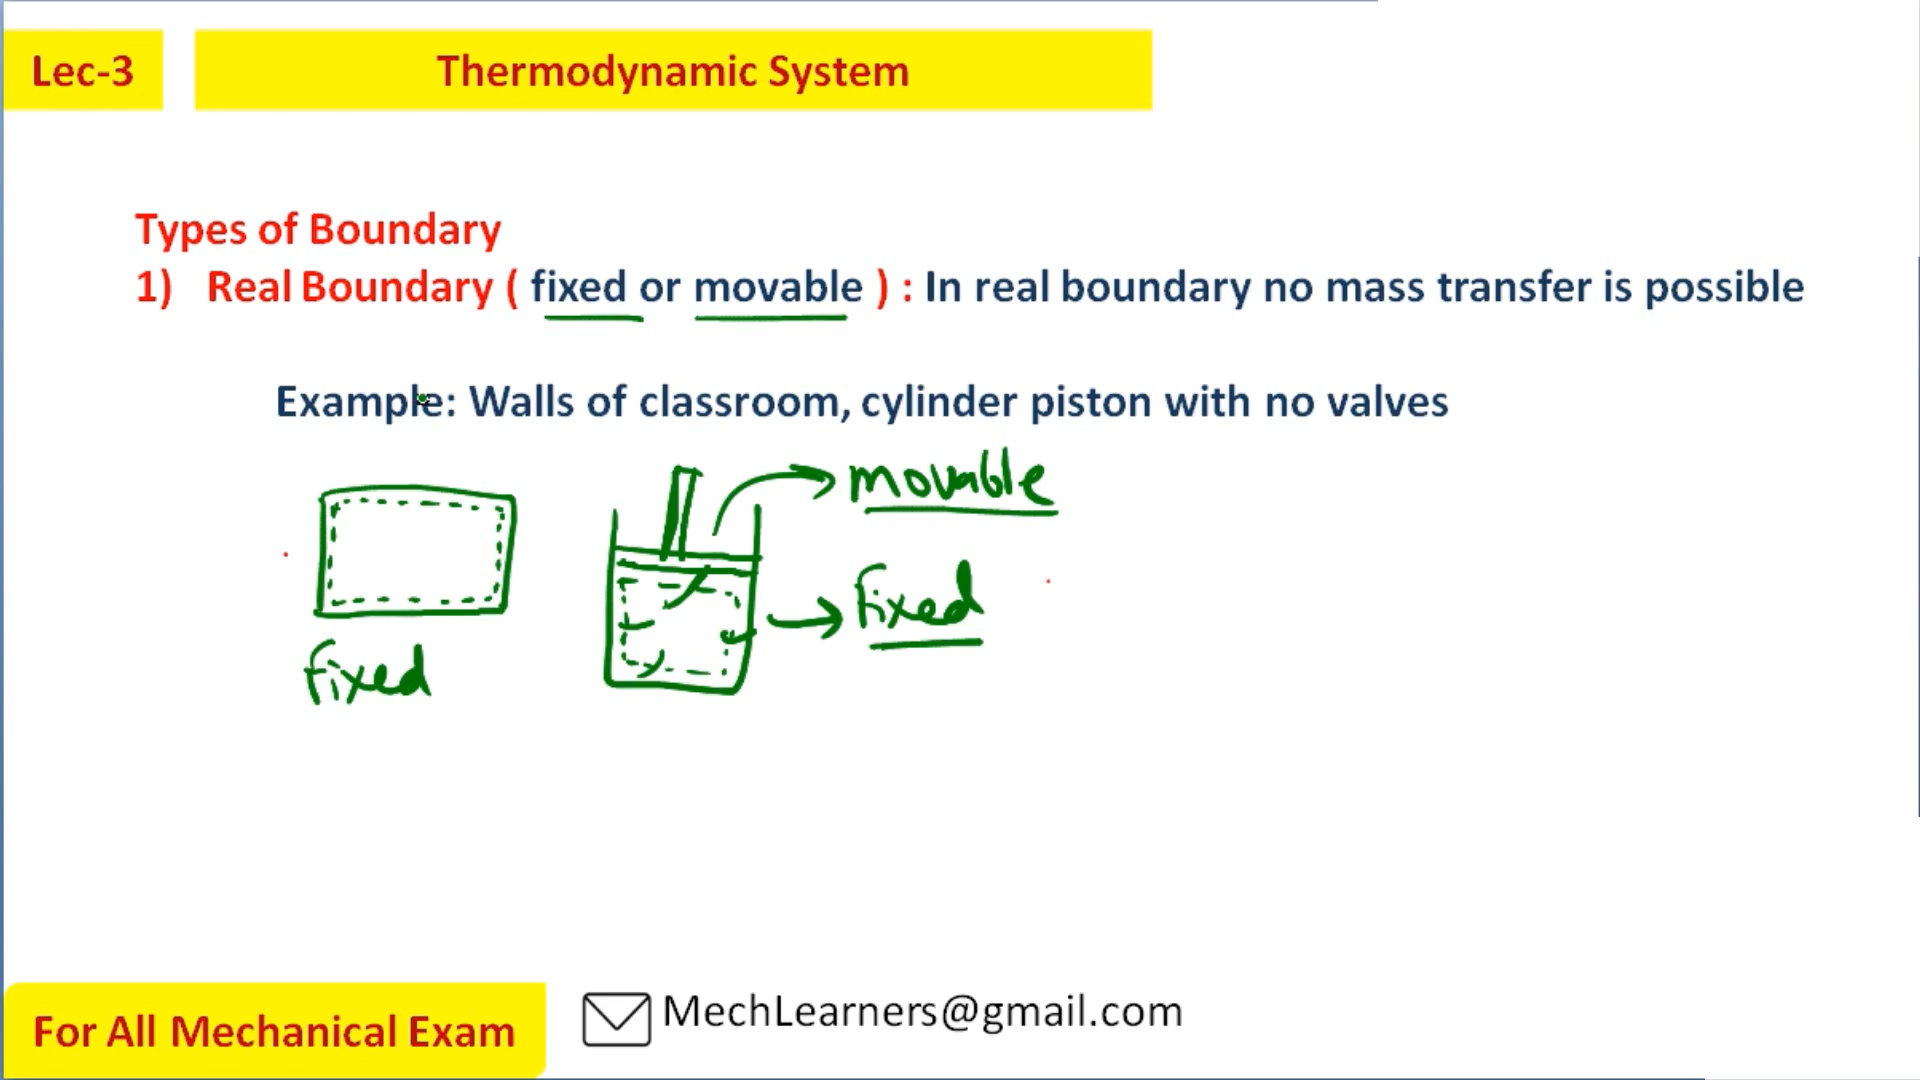 Lec-3
Thermodynamic System
Types of Boundary
1) Real Boundary ( fixed or movable ) : In real boundary no mass transfer is possible
Example: Walls of classroom, cylinder piston with no valves
movable
Fixed
Fixed
For All Mechanical Exam
MechLearners@gmail.com